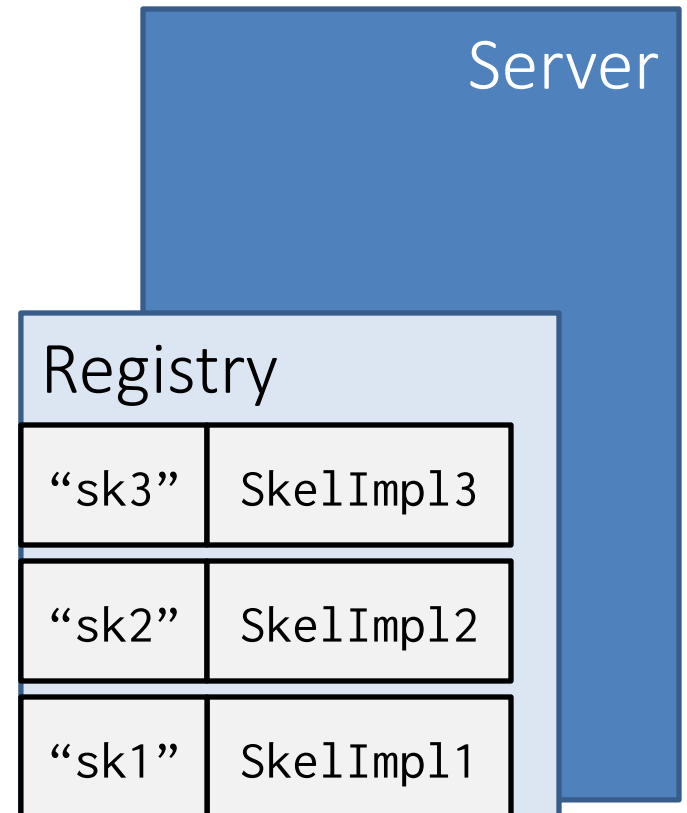 Server
Registry
“sk3” SkelImpl3
“sk2” SkelImpl2
“sk1” SkelImpl1